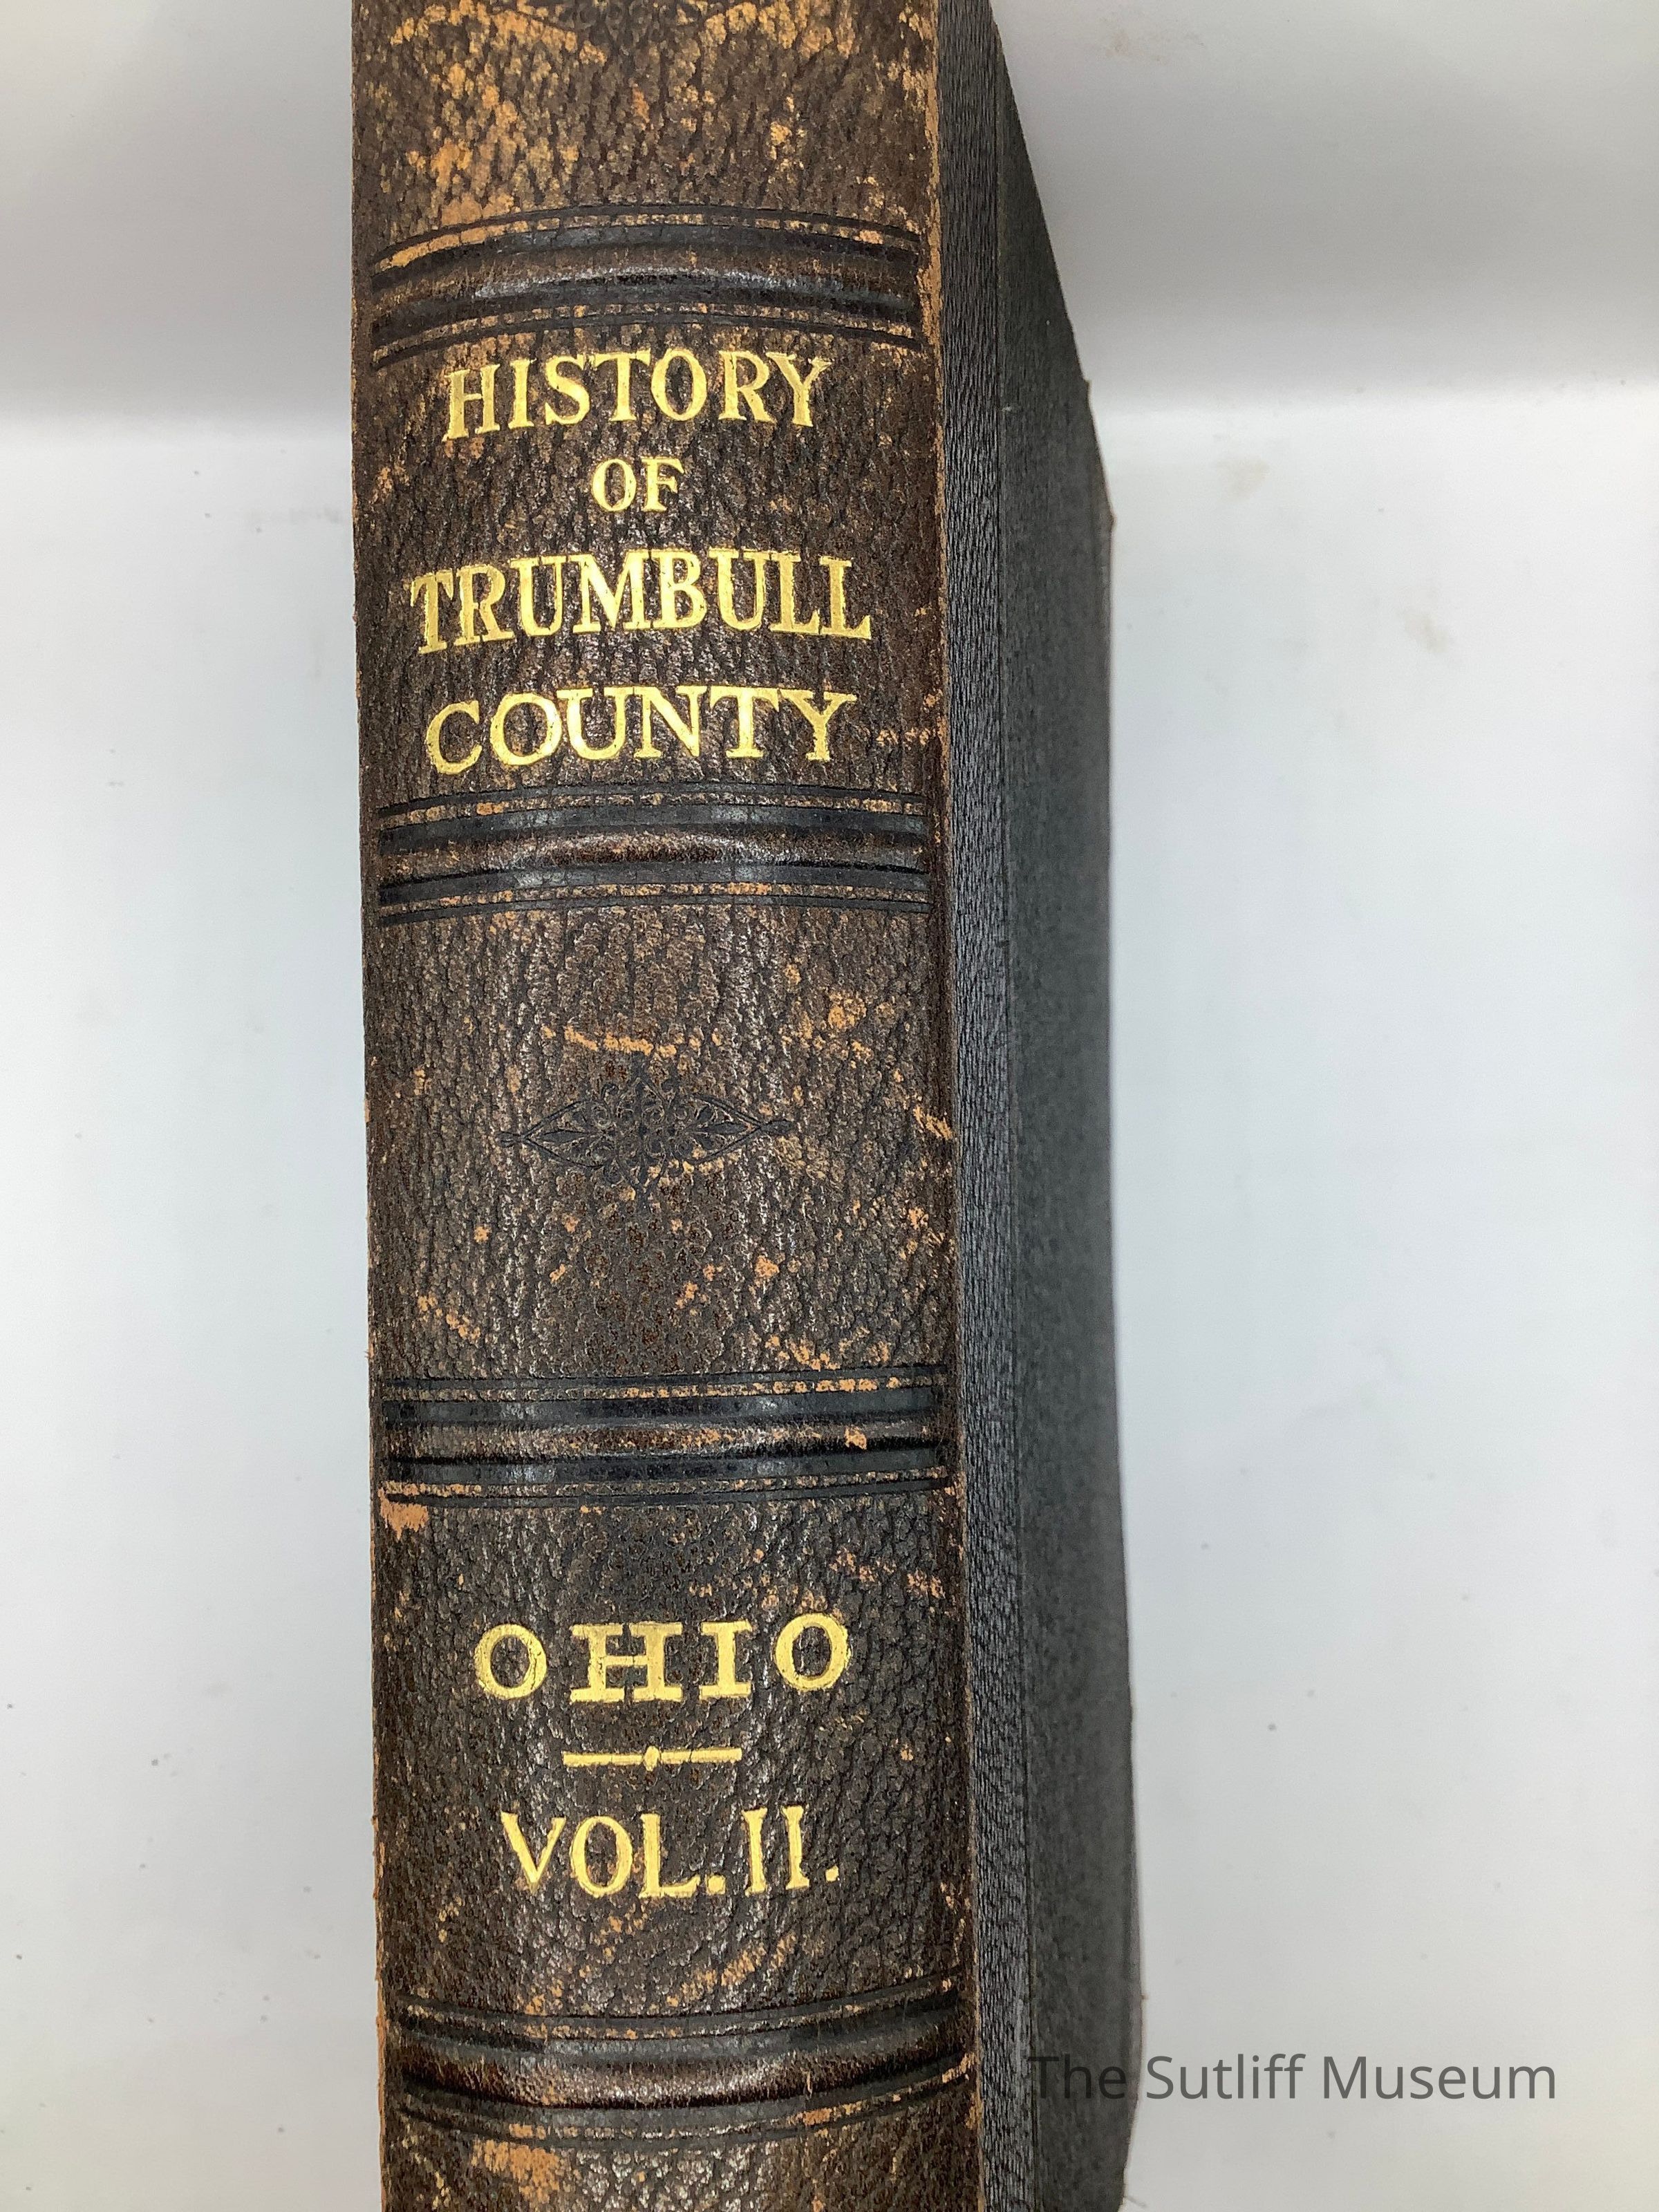 HISTORY
OF
TRUMBULL
COUNTY
OHIO
VOL. II.
The Sutliff Museum